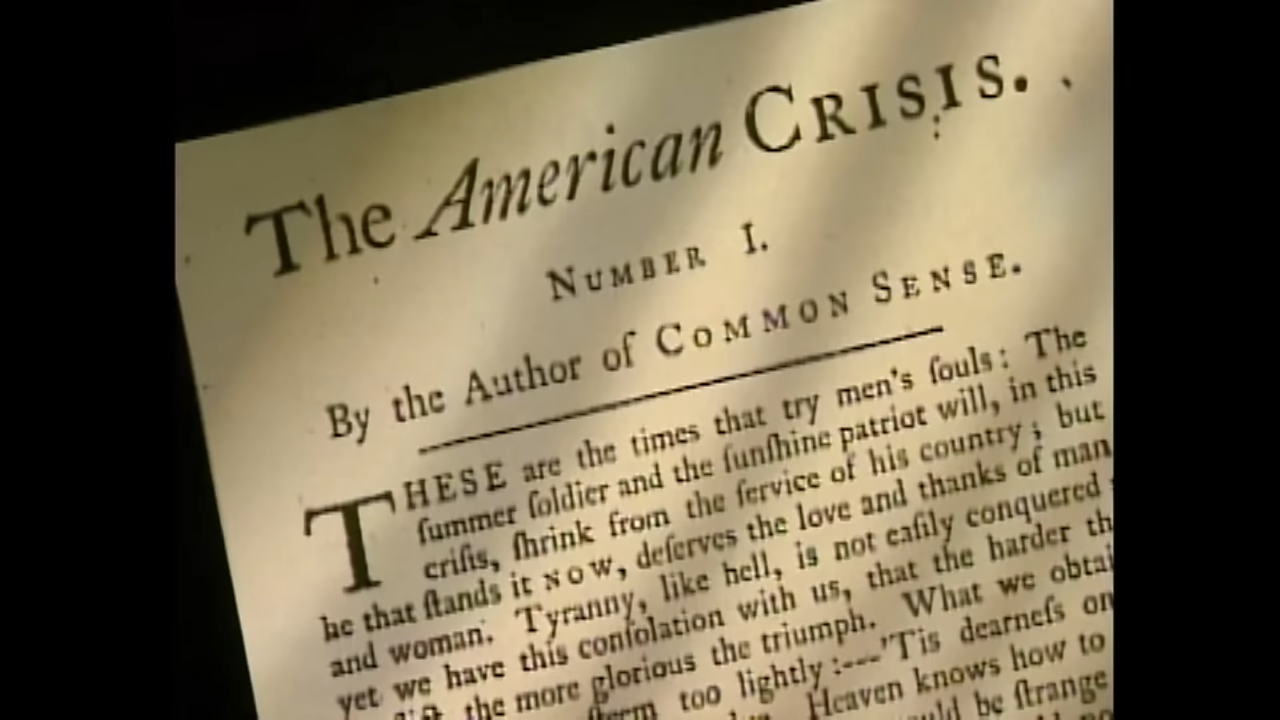 The American CRISIS.
NUMBER I.
By the Author of COMMON SENSE.
THESE are the times that try men's ſouls: The
ſummer ſoldier and the ſunſhine patriot will, in this
criſis, ſhrink from the ſervice of his country; but
he that ſtands it NOW, deſerves the love and thanks of man
and woman. Tyranny, like hell, is not eaſily conquered;
yet we have this conſolation with us, that the harder th
the more glorious the triumph. What we obtai
too lightly:---'Tis dearneſs on
Heaven knows how to
be ſtrange